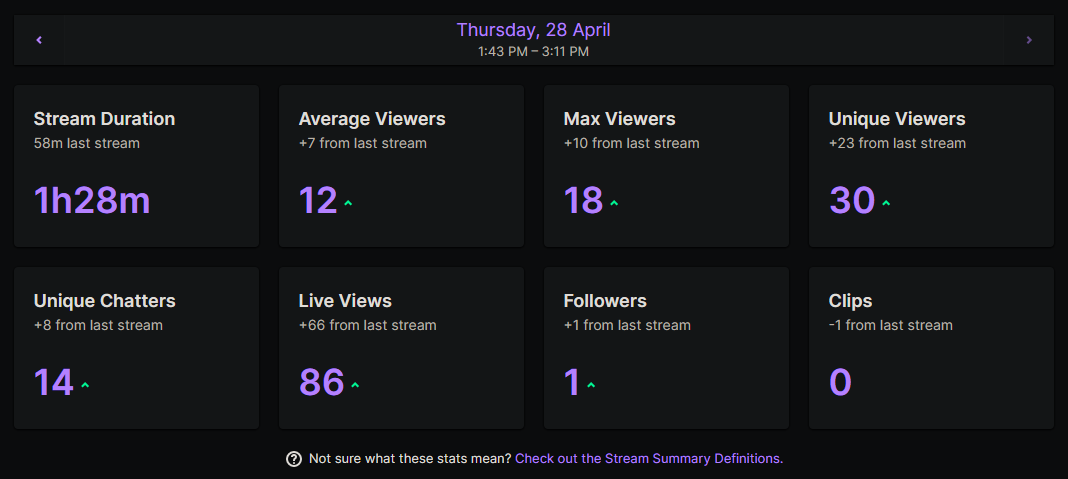 Thursday, 28 April
1:43 PM – 3:11 PM
Stream Duration
58m last stream
1h28m
Average Viewers
+7 from last stream
12
Max Viewers
+10 from last stream
18
Unique Viewers
+23 from last stream
30
Unique Chatters
+8 from last stream
14
Live Views
+66 from last stream
86
Followers
+1 from last stream
1
Clips
-1 from last stream
0
Not sure what these stats mean? Check out the Stream Summary Definitions.